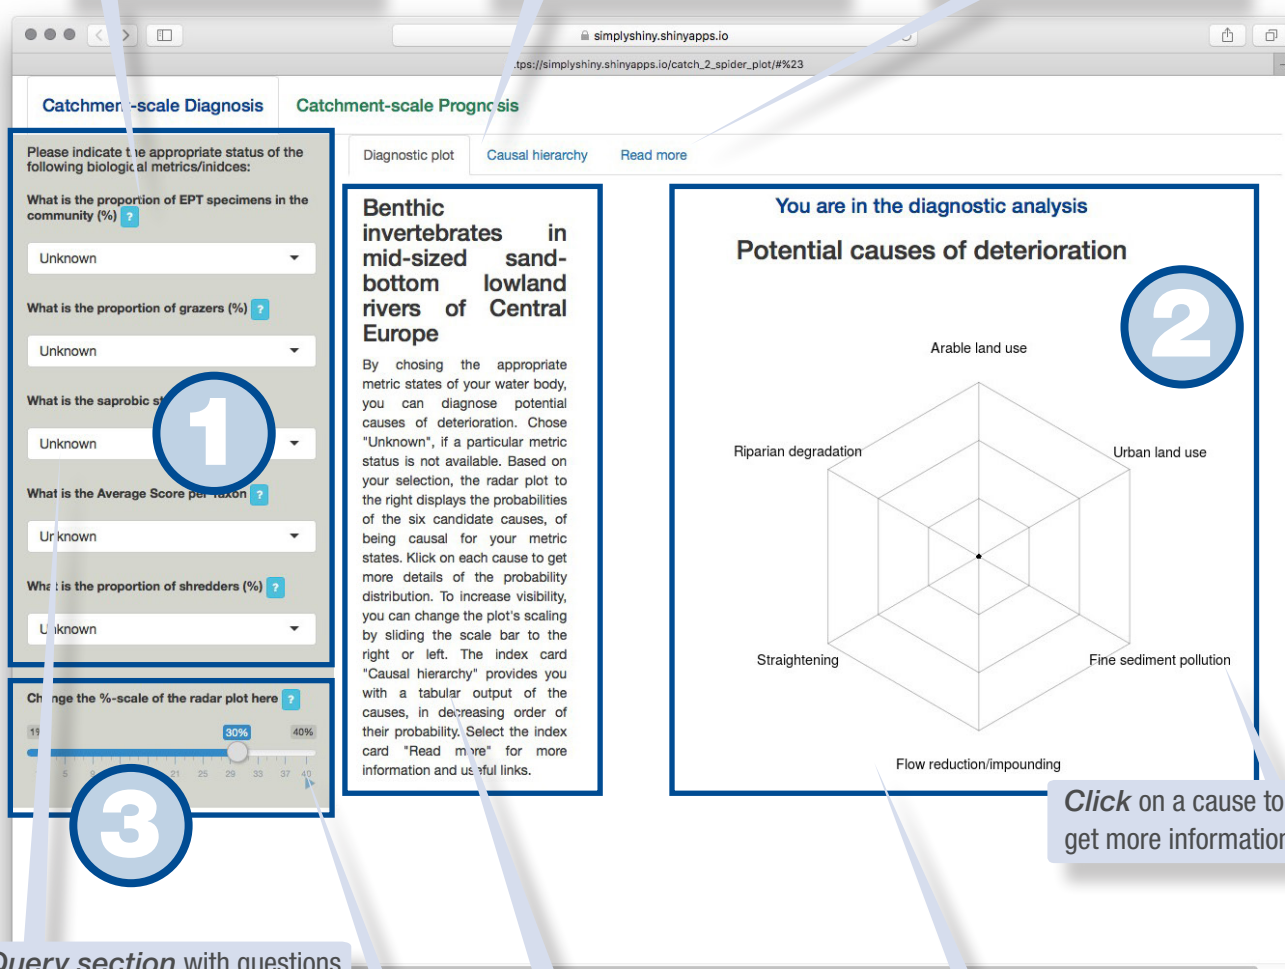 simplyshiny.shinyapps.io
tps://simplyshiny.shinyapps.io/catch_2_spider_plot/#%23
Catchment-scale Diagnosis
Catchment-scale Prognosis
Please indicate the appropriate status of the
following biological metrics/inidces:
What is the proportion of EPT specimens in the
community (%) ?
Unknown
What is the proportion of grazers (%) ?
Unknown
What is the saprobic
Unknown
What is the Average Score per Taxon ?
Unknown
What is the proportion of shredders (%) ?
Unknown
1
Change the %-scale of the radar plot here ?
30%
40%
5
21 25 29 33 37 40
3
Diagnostic plot
Causal hierarchy
Read more
Benthic
invertebrates in
mid-sized sand-
bottom lowland
rivers of Central
Europe
By chosing the appropriate
metric states of your water body,
you can diagnose potential
causes of deterioration. Chose
"Unknown", if a particular metric
status is not available. Based on
your selection, the radar plot to
the right displays the probabilities
of the six candidate causes, of
being causal for your metric
states. Klick on each cause to get
more details of the probability
distribution. To increase visibility,
you can change the plot's scaling
by sliding the scale bar to the
right or left. The index card
"Causal hierarchy" provides you
with a tabular output of the
causes, in decreasing order of
their probability. Select the index
card "Read more" for more
information and useful links.
You are in the diagnostic analysis
Potential causes of deterioration
2
Arable land use
Riparian degradation
Urban land use
Straightening
Fine sediment pollution
Flow reduction/impounding
Click on a cause to
get more information
Query section with questions